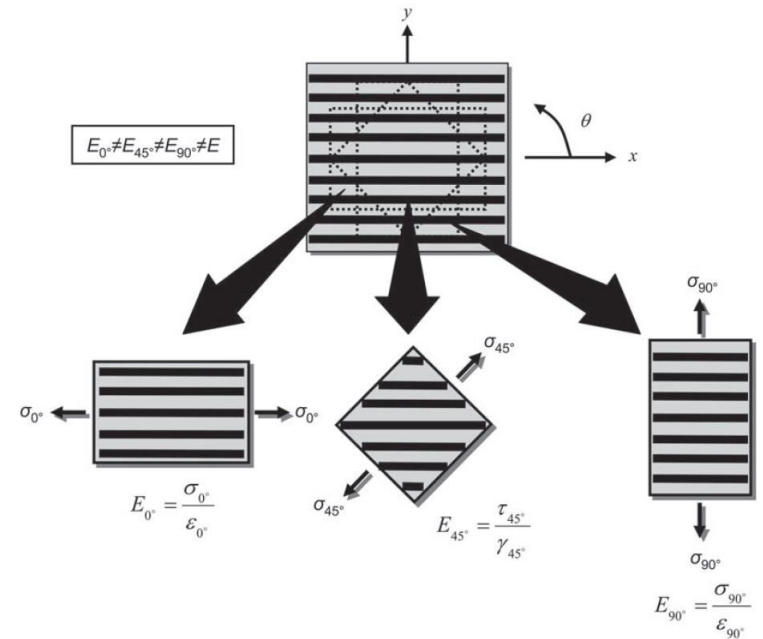 y
θ
x
E₀°≠E₄₅°≠E₉₀°≠E
σ₉₀°
σ₄₅°
σ₀°
σ₀°
σ₄₅°
E₀° = σ₀° / ε₀°
E₄₅° = τ₄₅° / γ₄₅°
σ₉₀°
E₉₀° = σ₉₀° / ε₉₀°